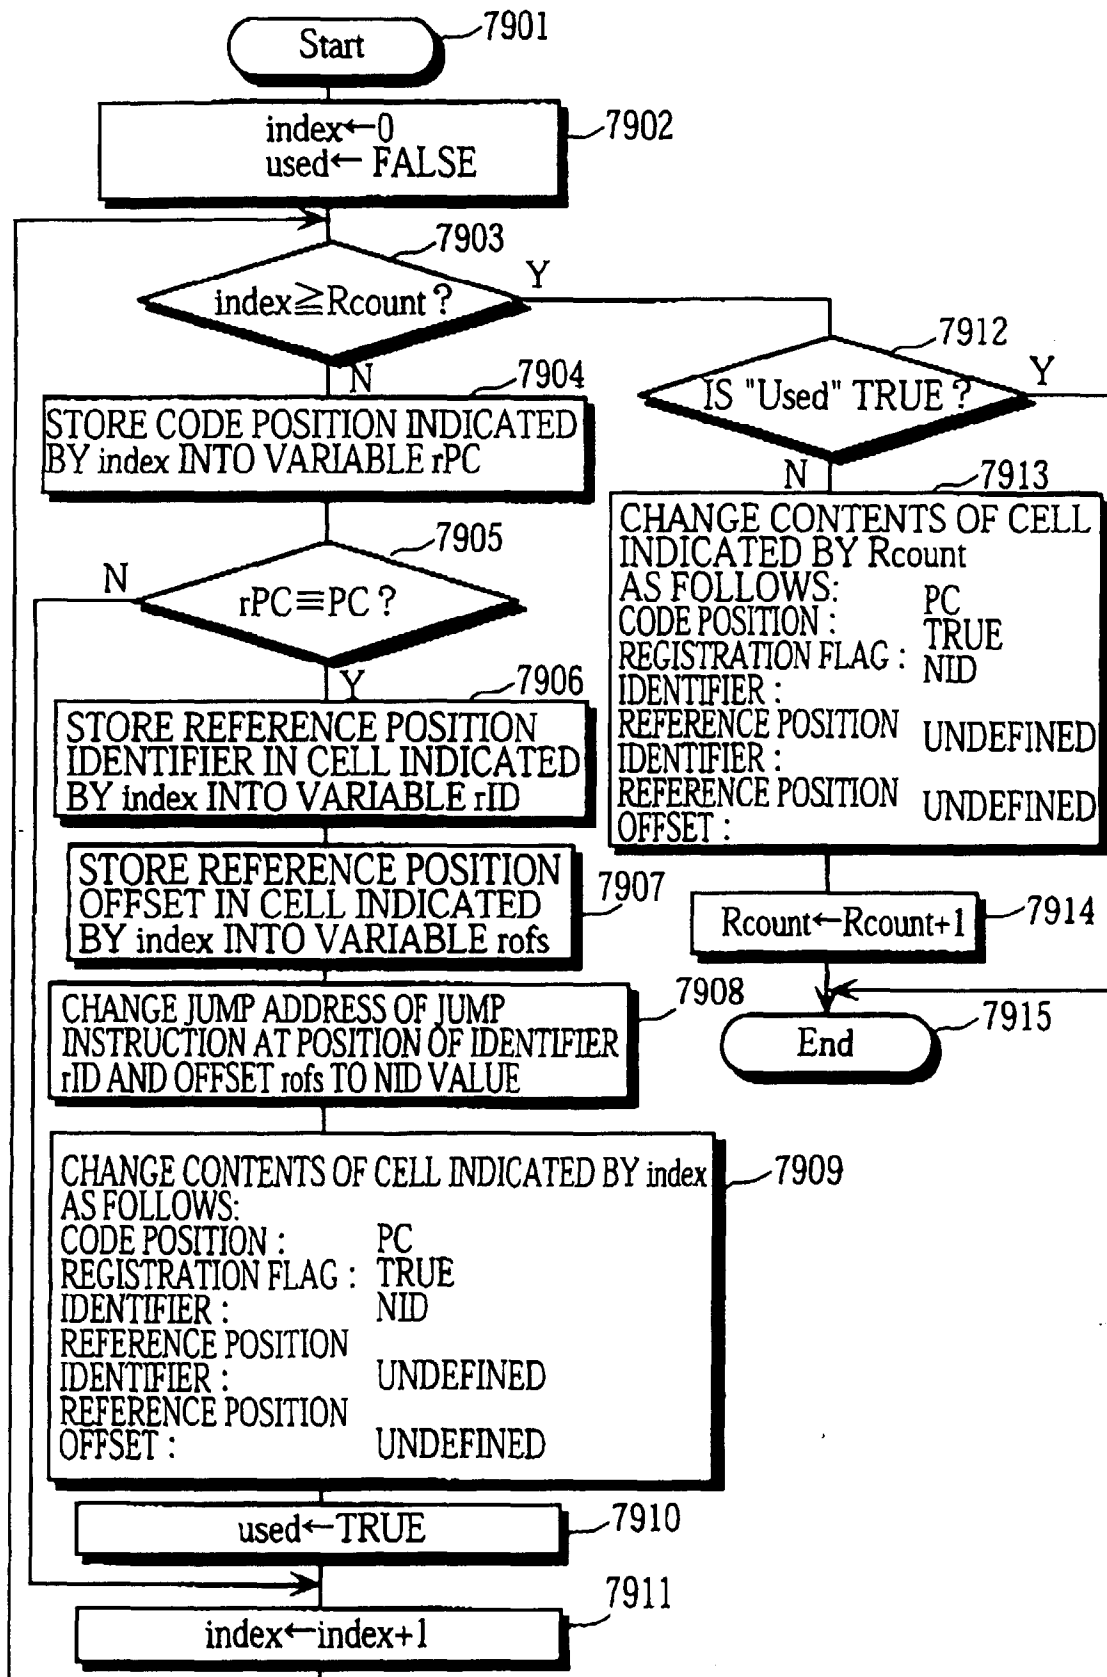 Start
7901
index←0
used← FALSE
7902
7903
index≧Rcount ?
Y
N
7904
STORE CODE POSITION INDICATED
BY index INTO VARIABLE rPC
7905
N
rPC≡PC ?
Y
7906
STORE REFERENCE POSITION
IDENTIFIER IN CELL INDICATED
BY index INTO VARIABLE rID
STORE REFERENCE POSITION
OFFSET IN CELL INDICATED
BY index INTO VARIABLE rofs
7907
CHANGE JUMP ADDRESS OF JUMP
INSTRUCTION AT POSITION OF IDENTIFIER
rID AND OFFSET rofs TO NID VALUE
7908
CHANGE CONTENTS OF CELL INDICATED BY index
AS FOLLOWS:
CODE POSITION : PC
REGISTRATION FLAG : TRUE
IDENTIFIER : NID
REFERENCE POSITION
IDENTIFIER : UNDEFINED
REFERENCE POSITION
OFFSET : UNDEFINED
7909
used←TRUE
7910
index←index+1
7911
7912
IS "Used" TRUE ?
Y
N
7913
CHANGE CONTENTS OF CELL
INDICATED BY Rcount
AS FOLLOWS:
CODE POSITION : PC
REGISTRATION FLAG : TRUE
IDENTIFIER : NID
REFERENCE POSITION
IDENTIFIER : UNDEFINED
REFERENCE POSITION
OFFSET : UNDEFINED
Rcount←Rcount+1
7914
End
7915